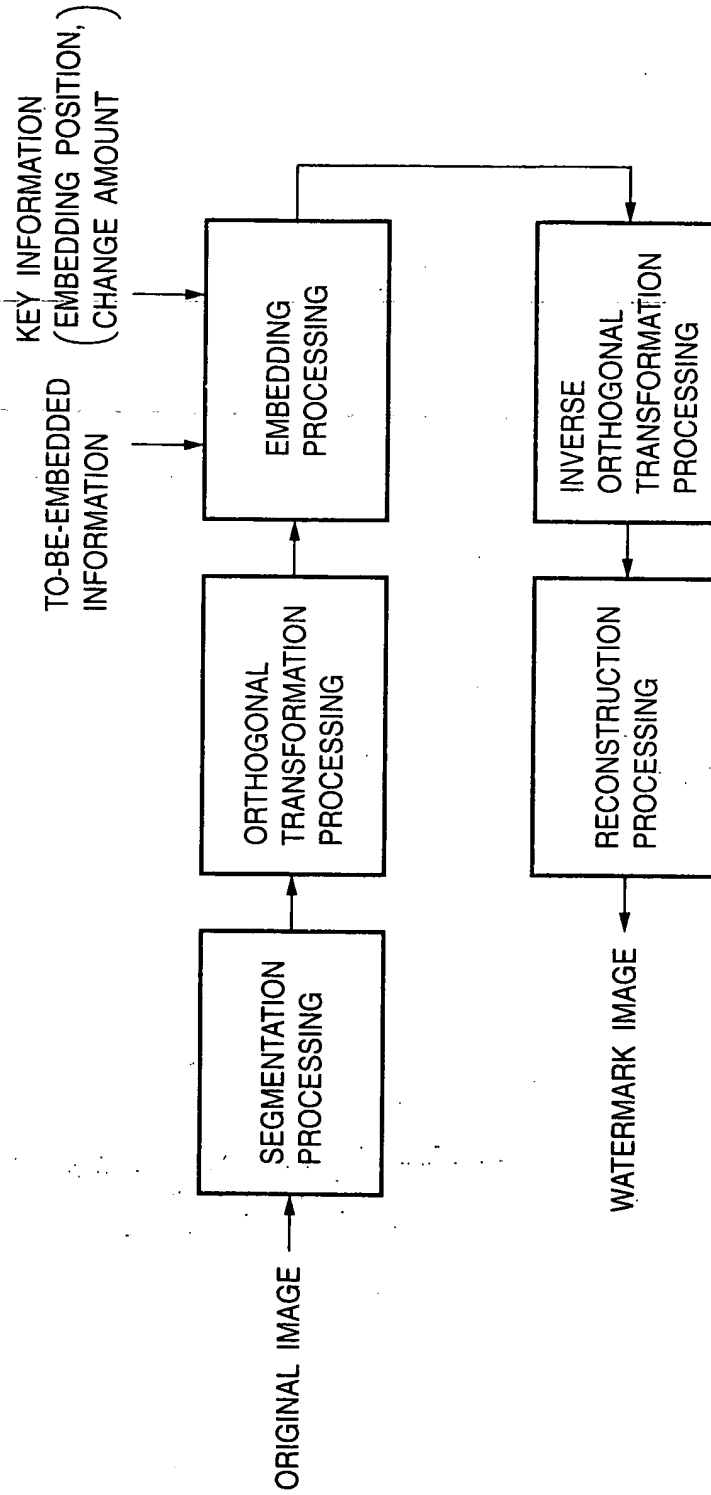 KEY INFORMATION
(EMBEDDING POSITION,
CHANGE AMOUNT)
TO-BE-EMBEDDED
INFORMATION
ORIGINAL IMAGE
SEGMENTATION
PROCESSING
ORTHOGONAL
TRANSFORMATION
PROCESSING
EMBEDDING
PROCESSING
INVERSE
ORTHOGONAL
TRANSFORMATION
PROCESSING
RECONSTRUCTION
PROCESSING
WATERMARK IMAGE